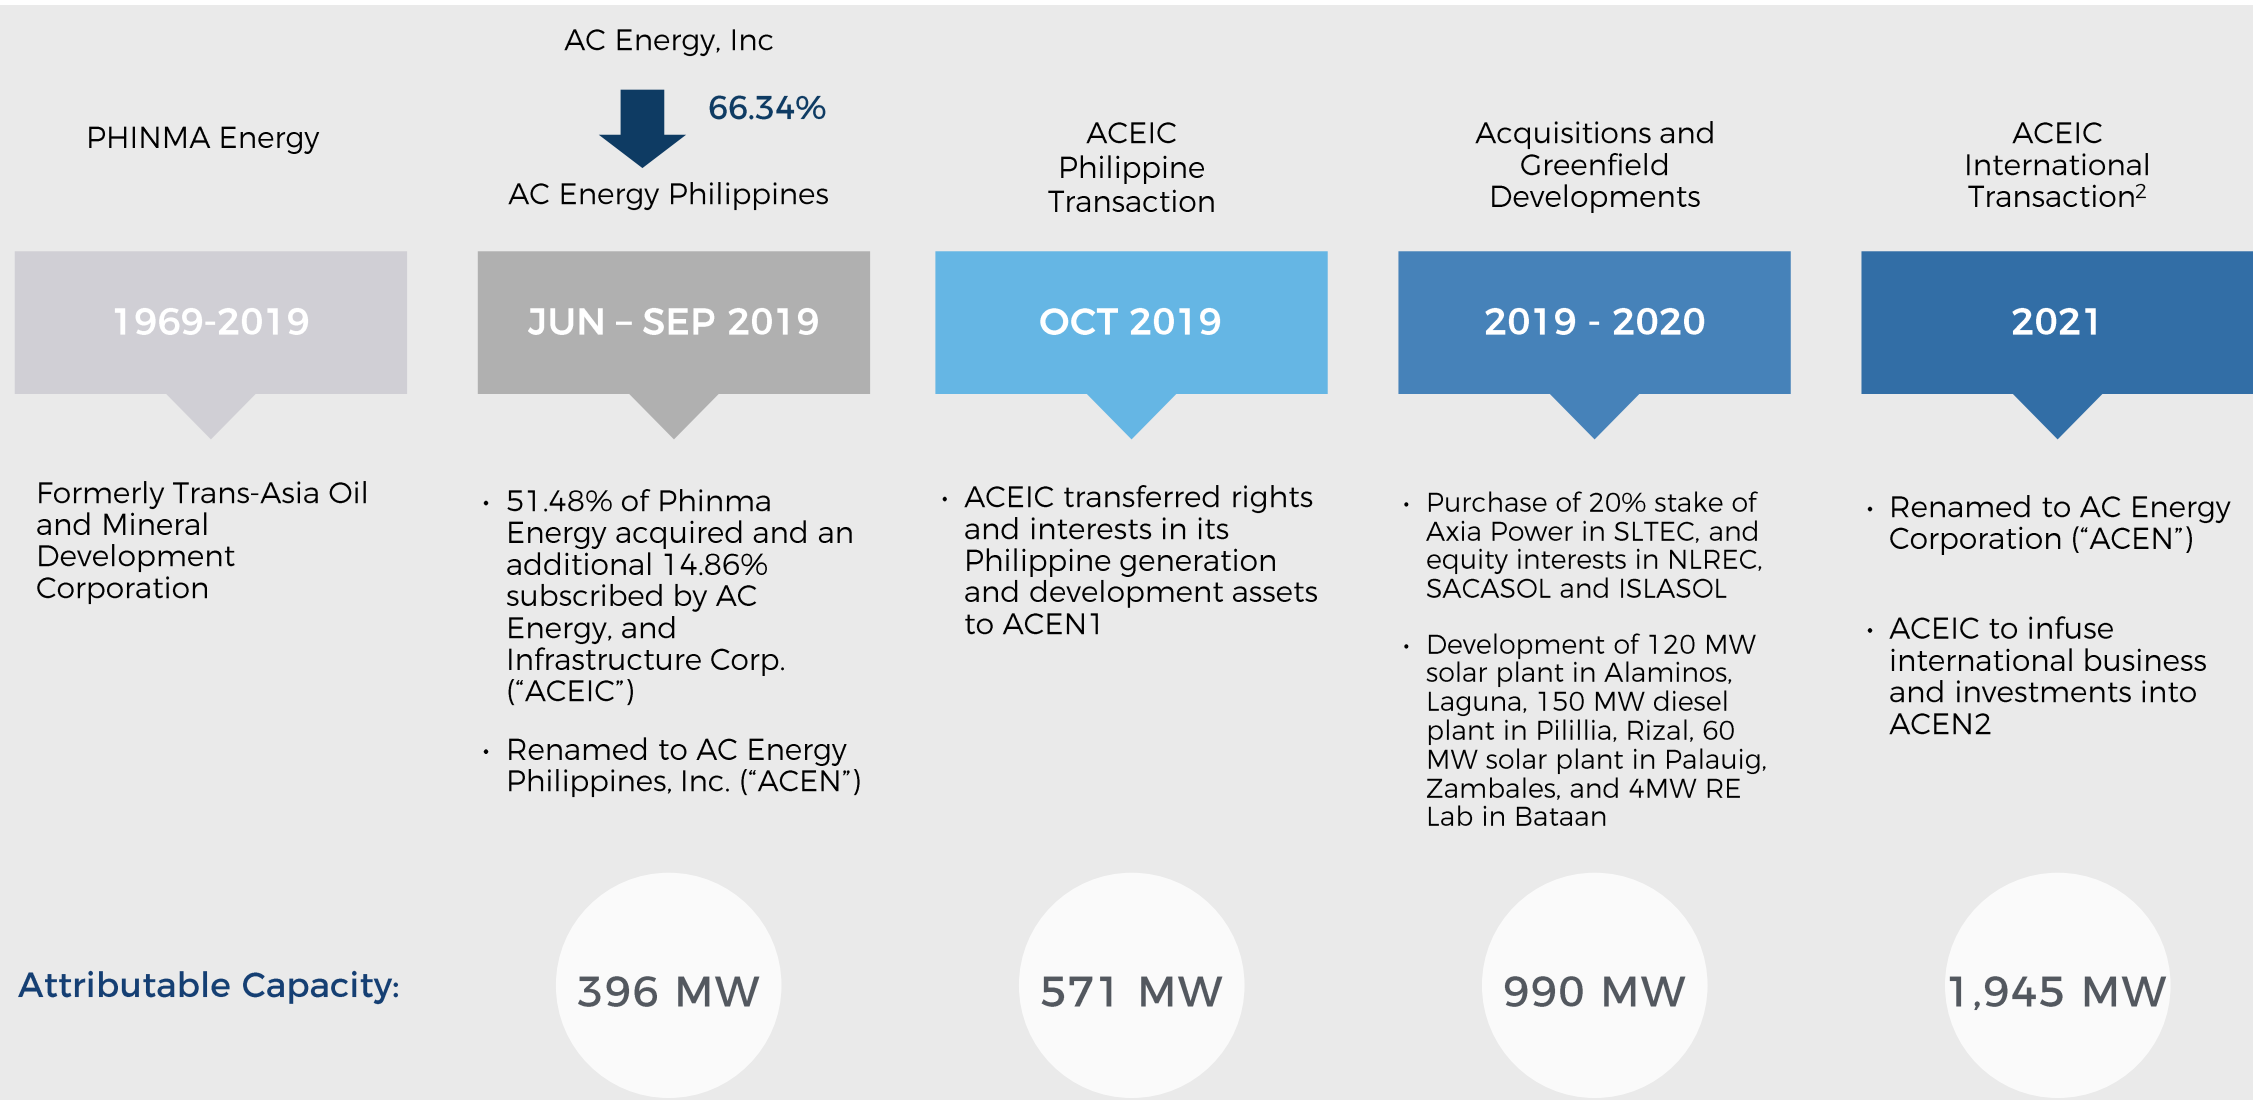 PHINMA Energy
AC Energy, Inc
66.34%
AC Energy Philippines
ACEIC
Philippine
Transaction
Acquisitions and
Greenfield
Developments
ACEIC
International
Transaction²
1969-2019
JUN – SEP 2019
OCT 2019
2019 - 2020
2021
Formerly Trans-Asia Oil
and Mineral
Development
Corporation
• 51.48% of Phinma
Energy acquired and an
additional 14.86%
subscribed by AC
Energy, and
Infrastructure Corp.
(“ACEIC”)
• Renamed to AC Energy
Philippines, Inc. (“ACEN”)
• ACEIC transferred rights
and interests in its
Philippine generation
and development assets
to ACEN1
• Purchase of 20% stake of
Axia Power in SLTEC, and
equity interests in NLREC,
SACASOL and ISLASOL
• Development of 120 MW
solar plant in Alaminos,
Laguna, 150 MW diesel
plant in Pilillia, Rizal, 60
MW solar plant in Palauig,
Zambales, and 4MW RE
Lab in Bataan
• Renamed to AC Energy
Corporation (“ACEN”)
• ACEIC to infuse
international business
and investments into
ACEN2
Attributable Capacity:
396 MW
571 MW
990 MW
1,945 MW